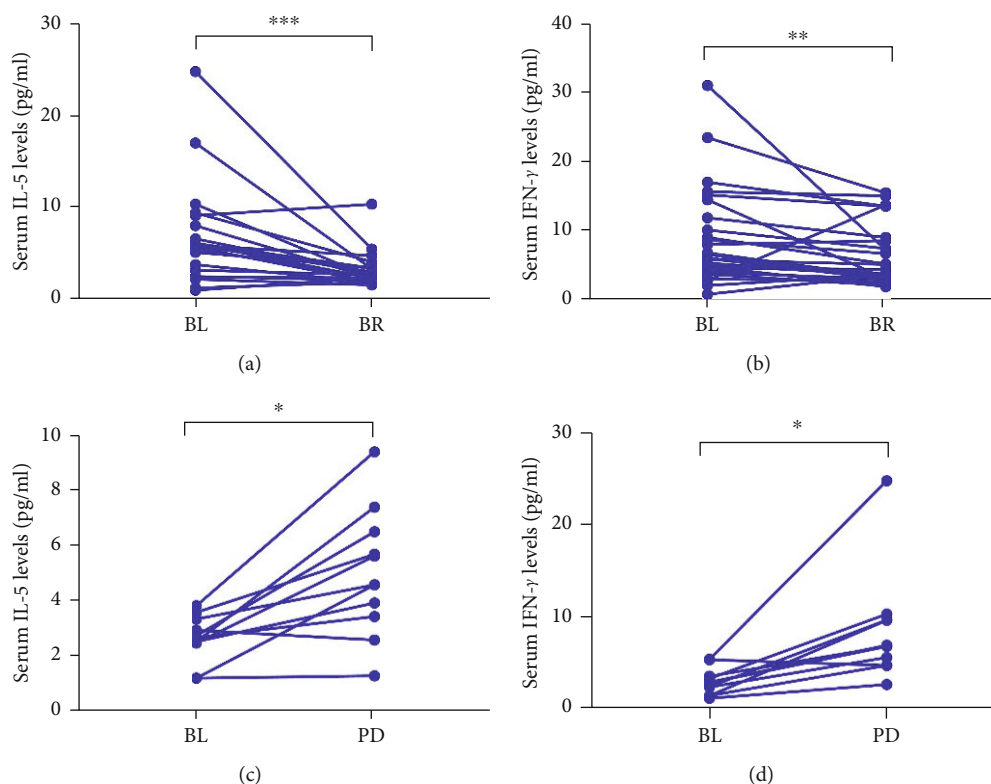 Serum IL-5 levels (pg/ml)
30
20
10
0
***
BL
BR
(a)
Serum IFN-γ levels (pg/ml)
40
30
20
10
0
**
BL
BR
(b)
Serum IL-5 levels (pg/ml)
10
8
6
4
2
0
*
BL
PD
(c)
Serum IFN-γ levels (pg/ml)
30
20
10
0
*
BL
PD
(d)